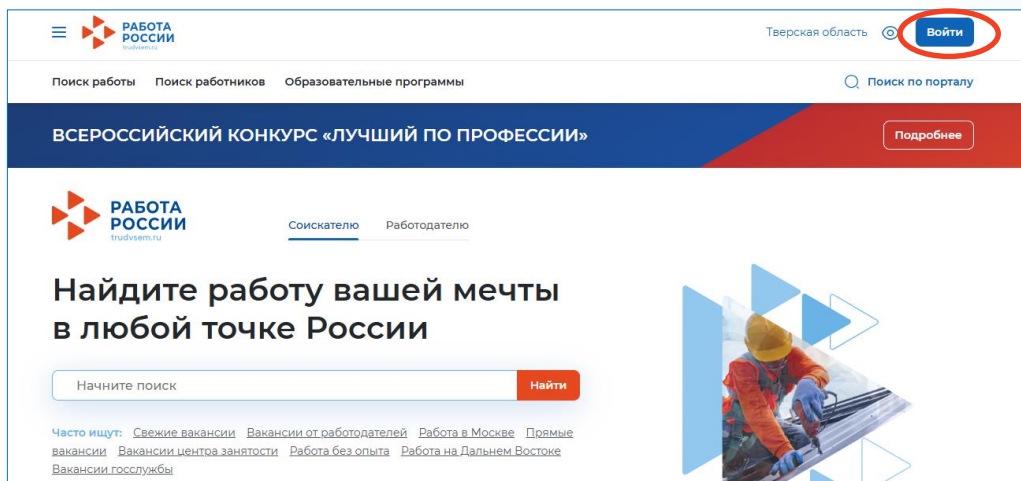 РАБОТА
РОССИИ
trudvsem.ru
Тверская область
Войти
Поиск работы Поиск работников Образовательные программы
Поиск по порталу
ВСЕРОССИЙСКИЙ КОНКУРС «ЛУЧШИЙ ПО ПРОФЕССИИ»
Подробнее
РАБОТА
РОССИИ
trudvsem.ru
Соискателю Работодателю
Найдите работу вашей мечты
в любой точке России
Начните поиск
Найти
Часто ищут: Свежие вакансии Вакансии от работодателей Работа в Москве Прямые
вакансии Вакансии центра занятости Работа без опыта Работа на Дальнем Востоке
Вакансии госслужбы